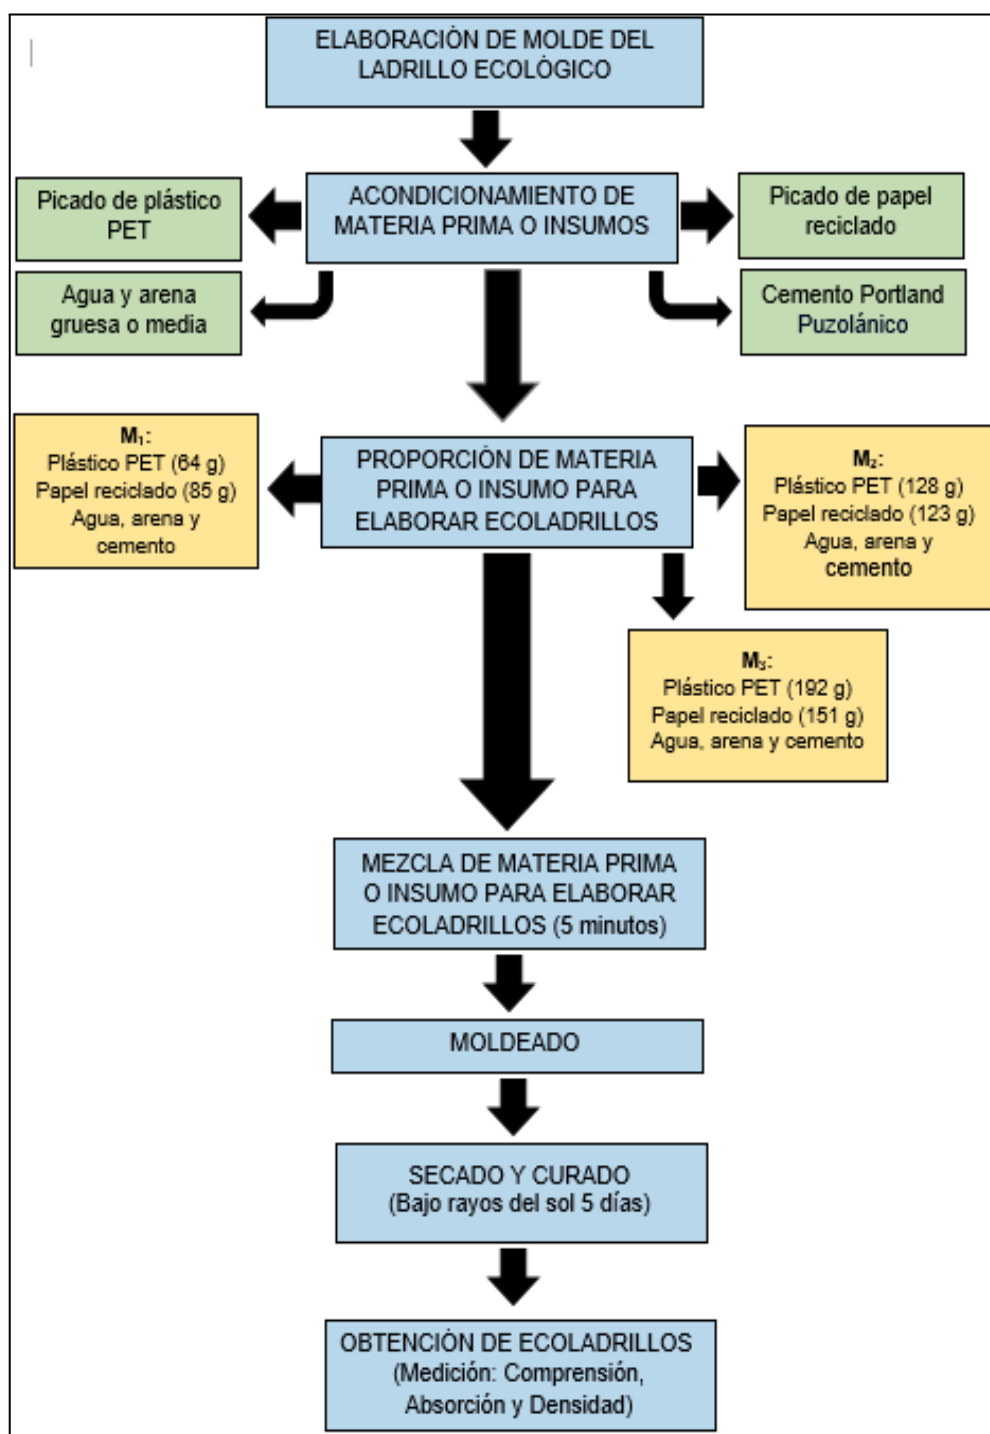 ELABORACIÓN DE MOLDE DEL
LADRILLO ECOLÓGICO
Picado de plástico
PET
ACONDICIONAMIENTO DE
MATERIA PRIMA O INSUMOS
Picado de papel
reciclado
Agua y arena
gruesa o media
Cemento Portland
Puzolánico
M₁:
Plástico PET (64 g)
Papel reciclado (85 g)
Agua, arena y
cemento
PROPORCIÓN DE MATERIA
PRIMA O INSUMO PARA
ELABORAR ECOLADRILLOS
M₂:
Plástico PET (128 g)
Papel reciclado (123 g)
Agua, arena y
cemento
M₃:
Plástico PET (192 g)
Papel reciclado (151 g)
Agua, arena y cemento
MEZCLA DE MATERIA PRIMA
O INSUMO PARA ELABORAR
ECOLADRILLOS (5 minutos)
MOLDEADO
SECADO Y CURADO
(Bajo rayos del sol 5 días)
OBTENCIÓN DE ECOLADRILLOS
(Medición: Comprensión,
Absorción y Densidad)